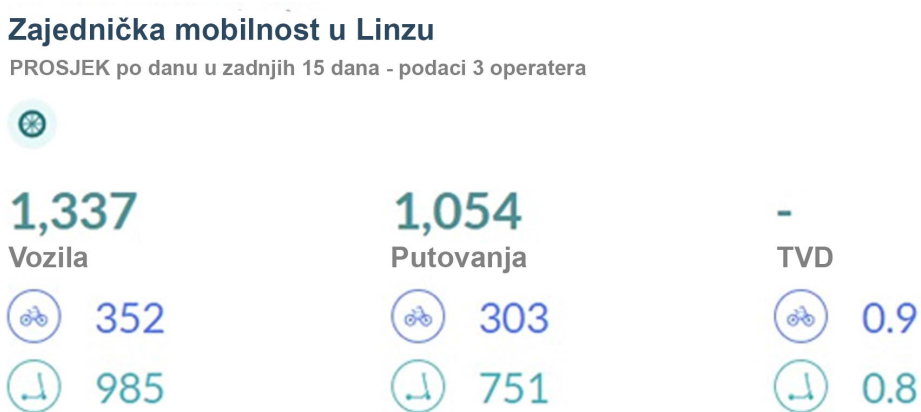 Zajednička mobilnost u Linzu
PROSJEK po danu u zadnjih 15 dana - podaci 3 operatera
1,337 1,054 -
Vozila Putovanja TVD
352 303 0.9
985 751 0.8